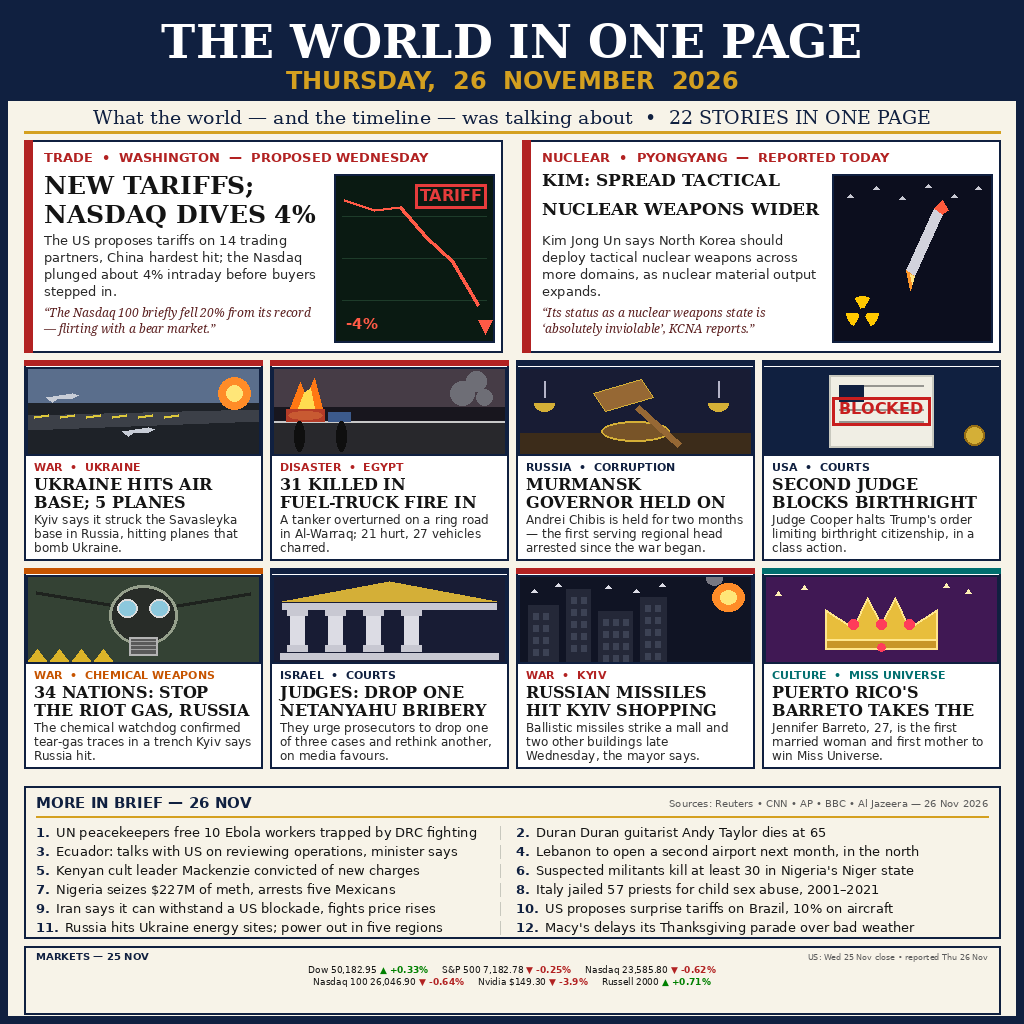 THE WORLD IN ONE PAGE
THURSDAY, 26 NOVEMBER 2026
What the world — and the timeline — was talking about • 22 STORIES IN ONE PAGE
TRADE • WASHINGTON — PROPOSED WEDNESDAY
NEW TARIFFS;
NASDAQ DIVES 4%
The US proposes tariffs on 14 trading
partners, China hardest hit; the Nasdaq
plunged about 4% intraday before buyers
stepped in.
“The Nasdaq 100 briefly fell 20% from its record
— flirting with a bear market.”
TARIFF
-4%
NUCLEAR • PYONGYANG — REPORTED TODAY
KIM: SPREAD TACTICAL
NUCLEAR WEAPONS WIDER
Kim Jong Un says North Korea should
deploy tactical nuclear weapons across
more domains, as nuclear material output
expands.
“Its status as a nuclear weapons state is
‘absolutely inviolable’, KCNA reports.”
WAR • UKRAINE
UKRAINE HITS AIR
BASE; 5 PLANES
Kyiv says it struck the Savasleyka
base in Russia, hitting planes that
bomb Ukraine.
DISASTER • EGYPT
31 KILLED IN
FUEL-TRUCK FIRE IN
A tanker overturned on a ring road
in Al-Warraq; 21 hurt, 27 vehicles
charred.
RUSSIA • CORRUPTION
MURMANSK
GOVERNOR HELD ON
Andrei Chibis is held for two months
— the first serving regional head
arrested since the war began.
BLOCKED
USA • COURTS
SECOND JUDGE
BLOCKS BIRTHRIGHT
Judge Cooper halts Trump's order
limiting birthright citizenship, in a
class action.
WAR • CHEMICAL WEAPONS
34 NATIONS: STOP
THE RIOT GAS, RUSSIA
The chemical watchdog confirmed
tear-gas traces in a trench Kyiv says
Russia hit.
ISRAEL • COURTS
JUDGES: DROP ONE
NETANYAHU BRIBERY
They urge prosecutors to drop one
of three cases and rethink another,
on media favours.
WAR • KYIV
RUSSIAN MISSILES
HIT KYIV SHOPPING
Ballistic missiles strike a mall and
two other buildings late
Wednesday, the mayor says.
CULTURE • MISS UNIVERSE
PUERTO RICO'S
BARRETO TAKES THE
Jennifer Barreto, 27, is the first
married woman and first mother to
win Miss Universe.
MORE IN BRIEF — 26 NOV
Sources: Reuters • CNN • AP • BBC • Al Jazeera — 26 Nov 2026
1. UN peacekeepers free 10 Ebola workers trapped by DRC fighting
2. Duran Duran guitarist Andy Taylor dies at 65
3. Ecuador: talks with US on reviewing operations, minister says
4. Lebanon to open a second airport next month, in the north
5. Kenyan cult leader Mackenzie convicted of new charges
6. Suspected militants kill at least 30 in Nigeria's Niger state
7. Nigeria seizes $227M of meth, arrests five Mexicans
8. Italy jailed 57 priests for child sex abuse, 2001–2021
9. Iran says it can withstand a US blockade, fights price rises
10. US proposes surprise tariffs on Brazil, 10% on aircraft
11. Russia hits Ukraine energy sites; power out in five regions
12. Macy's delays its Thanksgiving parade over bad weather
MARKETS — 25 NOV
US: Wed 25 Nov close • reported Thu 26 Nov
Dow 50,182.95 ▲ +0.33% S&P 500 7,182.78 ▼ -0.25% Nasdaq 23,585.80 ▼ -0.62%
Nasdaq 100 26,046.90 ▼ -0.64% Nvidia $149.30 ▼ -3.9% Russell 2000 ▲ +0.71%